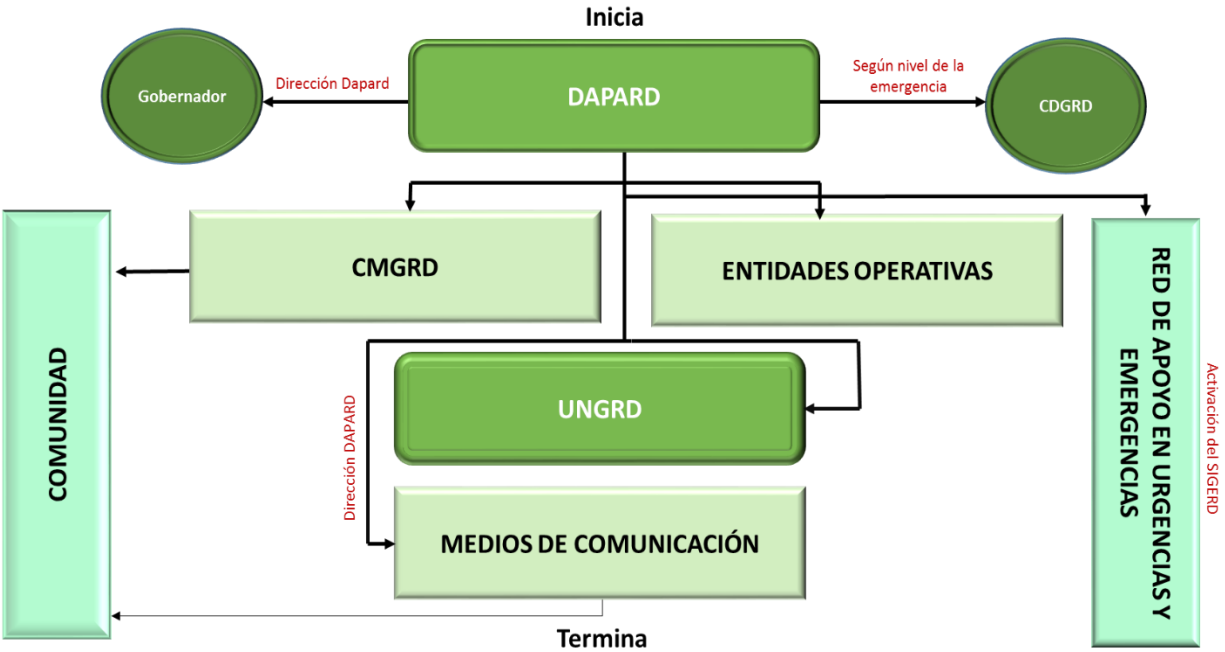 Inicia
Gobernador
Dirección Dapard
DAPARD
Según nivel de la
emergencia
CDGRD
CMGRD
ENTIDADES OPERATIVAS
COMUNIDAD
UNGRD
Dirección DAPARD
MEDIOS DE COMUNICACIÓN
RED DE APOYO EN URGENCIAS Y
EMERGENCIAS
Activación del SIGERD
Termina